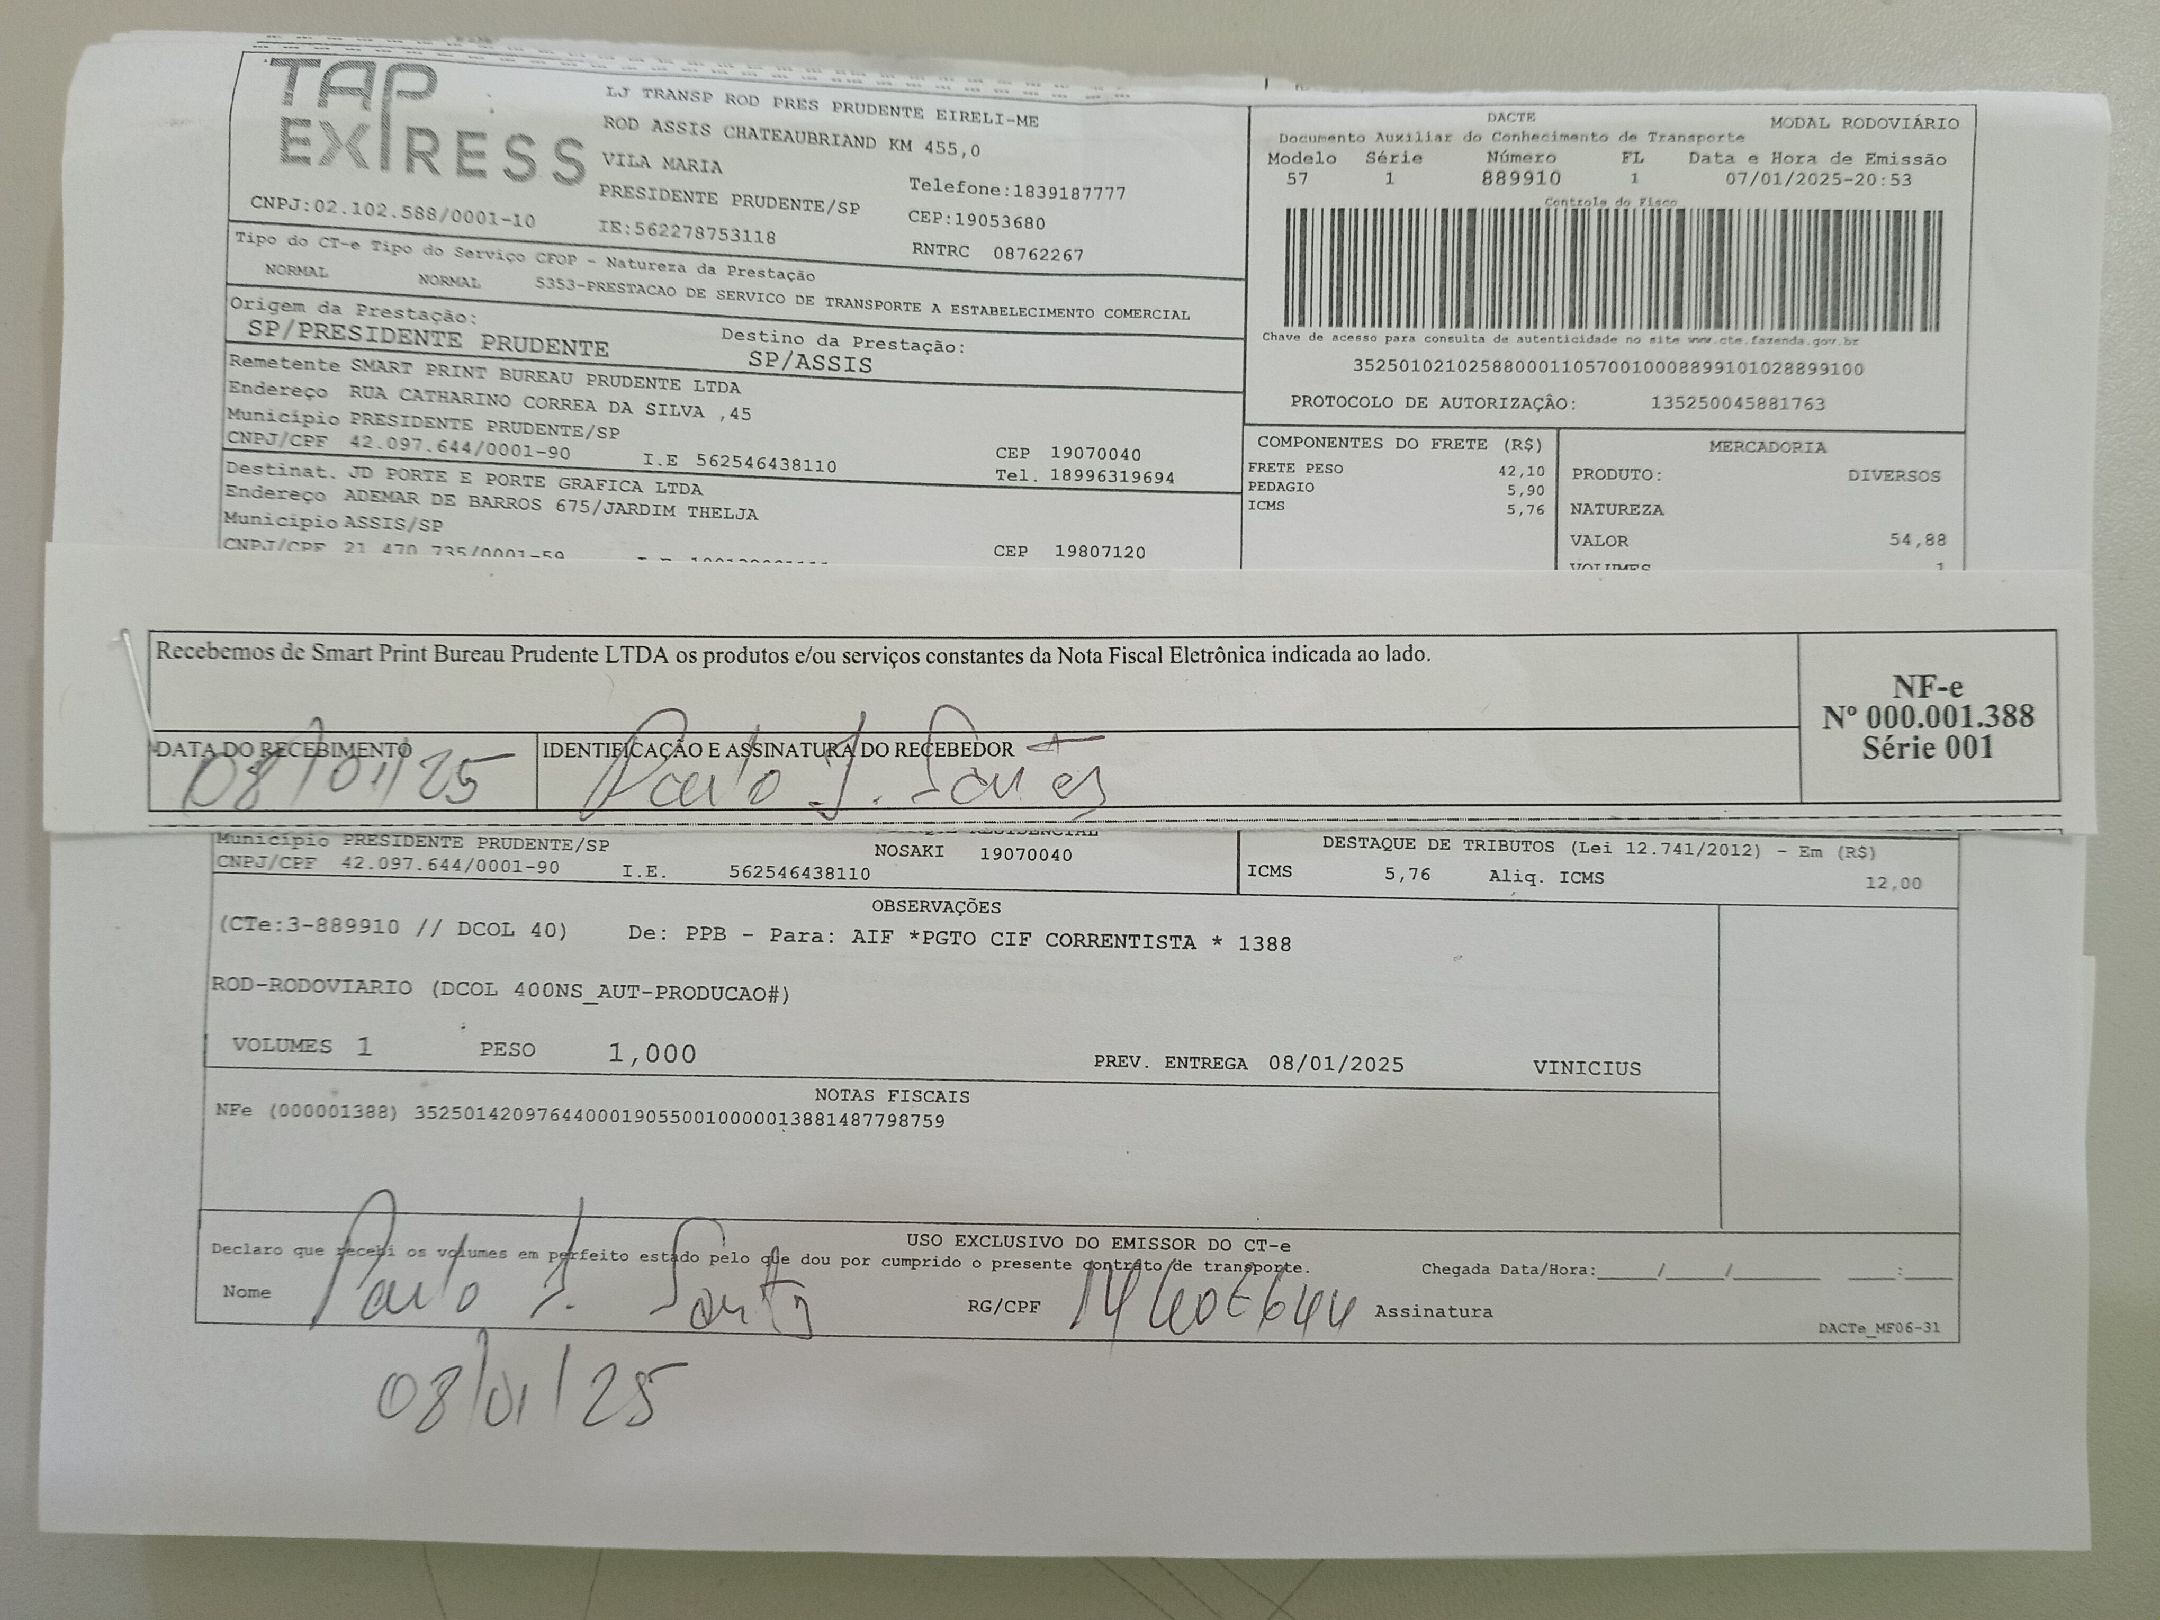 TAP EXPRESS
LJ TRANSP ROD PRES PRUDENTE EIRELI-ME
ROD ASSIS CHATEAUBRIAND KM 455,0
VILA MARIA
PRESIDENTE PRUDENTE/SP
Telefone:1839187777
CEP:19053680
CNPJ:02.102.588/0001-10
IE:562278753118
RNTRC 08762267
DACTE
MODAL RODOVIÁRIO
Documento Auxiliar do Conhecimento de Transporte
Modelo Série Número FL Data e Hora de Emissão
57 1 889910 1 07/01/2025-20:53
Controle do Fisco
Chave de acesso para consulta de autenticidade no site www.cte.fazenda.gov.br
35250102102588000110570010008899101028899100
PROTOCOLO DE AUTORIZAÇÃO: 135250045881763
Tipo do CT-e Tipo do Serviço CFOP - Natureza da Prestação
NORMAL NORMAL 5353-PRESTACAO DE SERVICO DE TRANSPORTE A ESTABELECIMENTO COMERCIAL
Origem da Prestação: Destino da Prestação:
SP/PRESIDENTE PRUDENTE SP/ASSIS
Remetente SMART PRINT BUREAU PRUDENTE LTDA
Endereço RUA CATHARINO CORREA DA SILVA ,45
Município PRESIDENTE PRUDENTE/SP CEP 19070040
CNPJ/CPF 42.097.644/0001-90 I.E 562546438110 Tel. 18996319694
Destinat. JD PORTE E PORTE GRAFICA LTDA
Endereço ADEMAR DE BARROS 675/JARDIM THELJA
Município ASSIS/SP CEP 19807120
CNPJ/CPF 21 470 735/0001-59
COMPONENTES DO FRETE (R$)
FRETE PESO 42,10
PEDAGIO 5,90
ICMS 5,76
MERCADORIA
PRODUTO: DIVERSOS
NATUREZA
VALOR 54,88
VOLUMES 1
Recebemos de Smart Print Bureau Prudente LTDA os produtos e/ou serviços constantes da Nota Fiscal Eletrônica indicada ao lado.
NF-e
Nº 000.001.388
Série 001
DATA DO RECEBIMENTO IDENTIFICAÇÃO E ASSINATURA DO RECEBEDOR
08/01/25 Paulo
Município PRESIDENTE PRUDENTE/SP NOSAKI 19070040
CNPJ/CPF 42.097.644/0001-90 I.E. 562546438110
DESTAQUE DE TRIBUTOS (Lei 12.741/2012) - Em (R$)
ICMS 5,76 Aliq. ICMS 12,00
OBSERVAÇÕES
(CTe:3-889910 // DCOL 40) De: PPB - Para: AIF *PGTO CIF CORRENTISTA * 1388
ROD-RODOVIARIO (DCOL 400NS_AUT-PRODUCAO#)
VOLUMES 1 PESO 1,000 PREV. ENTREGA 08/01/2025 VINICIUS
NOTAS FISCAIS
NFe (000001388) 35250142097644000190550010000013881487798759
USO EXCLUSIVO DO EMISSOR DO CT-e
Declaro que recebi os volumes em perfeito estado pelo que dou por cumprido o presente contrato de transporte.
Chegada Data/Hora:_____/_____/_______ ____:____
Nome Paulo RG/CPF Assinatura
DACTe_MF06-31
08/01/25